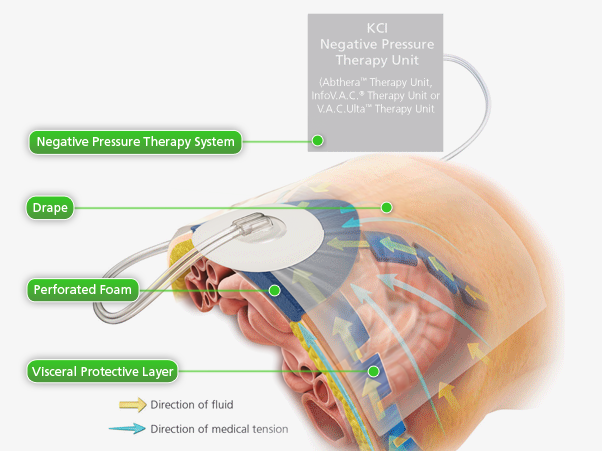 KCI
Negative Pressure
Therapy Unit
(Abthera™ Therapy Unit,
InfoV.A.C.® Therapy Unit or
V.A.C.Ulta™ Therapy Unit
Negative Pressure Therapy System
Drape
Perforated Foam
Visceral Protective Layer
Direction of fluid
Direction of medical tension